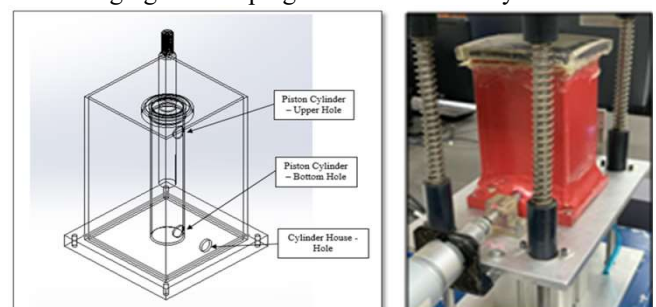 Piston Cylinder
– Upper Hole
Piston Cylinder
– Bottom Hole
Cylinder House -
Hole